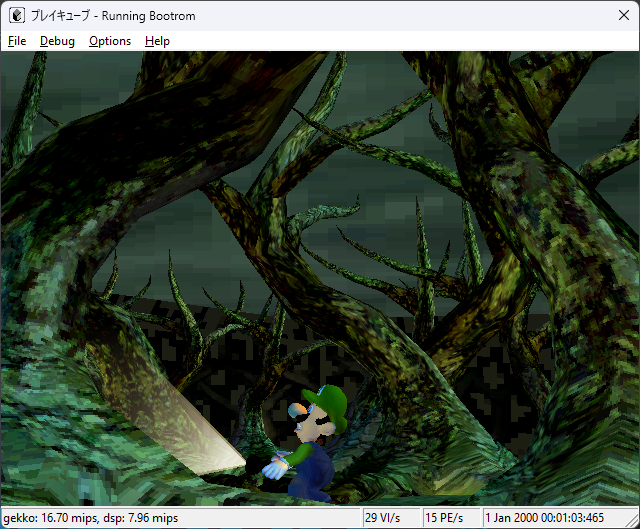 プレイキューブ - Running Bootrom
File Debug Options Help
gekko: 16.70 mips, dsp: 7.96 mips 29 VI/s 15 PE/s 1 Jan 2000 00:01:03:465